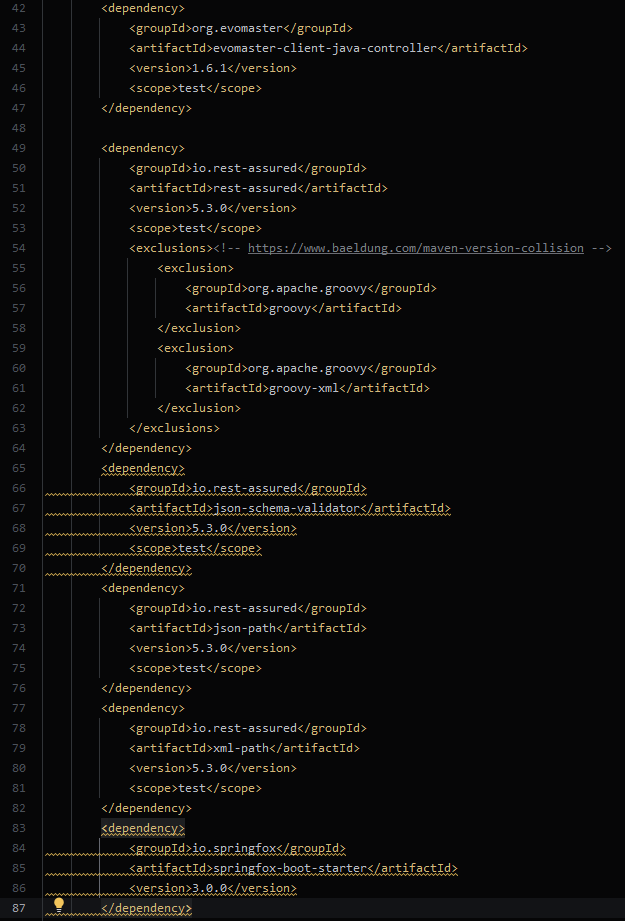 42 <dependency>
43 <groupId>org.evomaster</groupId>
44 <artifactId>evomaster-client-java-controller</artifactId>
45 <version>1.6.1</version>
46 <scope>test</scope>
47 </dependency>
48
49 <dependency>
50 <groupId>io.rest-assured</groupId>
51 <artifactId>rest-assured</artifactId>
52 <version>5.3.0</version>
53 <scope>test</scope>
54 <exclusions><!-- https://www.baeldung.com/maven-version-collision -->
55 <exclusion>
56 <groupId>org.apache.groovy</groupId>
57 <artifactId>groovy</artifactId>
58 </exclusion>
59 <exclusion>
60 <groupId>org.apache.groovy</groupId>
61 <artifactId>groovy-xml</artifactId>
62 </exclusion>
63 </exclusions>
64 </dependency>
65 <dependency>
66 <groupId>io.rest-assured</groupId>
67 <artifactId>json-schema-validator</artifactId>
68 <version>5.3.0</version>
69 <scope>test</scope>
70 </dependency>
71 <dependency>
72 <groupId>io.rest-assured</groupId>
73 <artifactId>json-path</artifactId>
74 <version>5.3.0</version>
75 <scope>test</scope>
76 </dependency>
77 <dependency>
78 <groupId>io.rest-assured</groupId>
79 <artifactId>xml-path</artifactId>
80 <version>5.3.0</version>
81 <scope>test</scope>
82 </dependency>
83 <dependency>
84 <groupId>io.springfox</groupId>
85 <artifactId>springfox-boot-starter</artifactId>
86 <version>3.0.0</version>
87 </dependency>